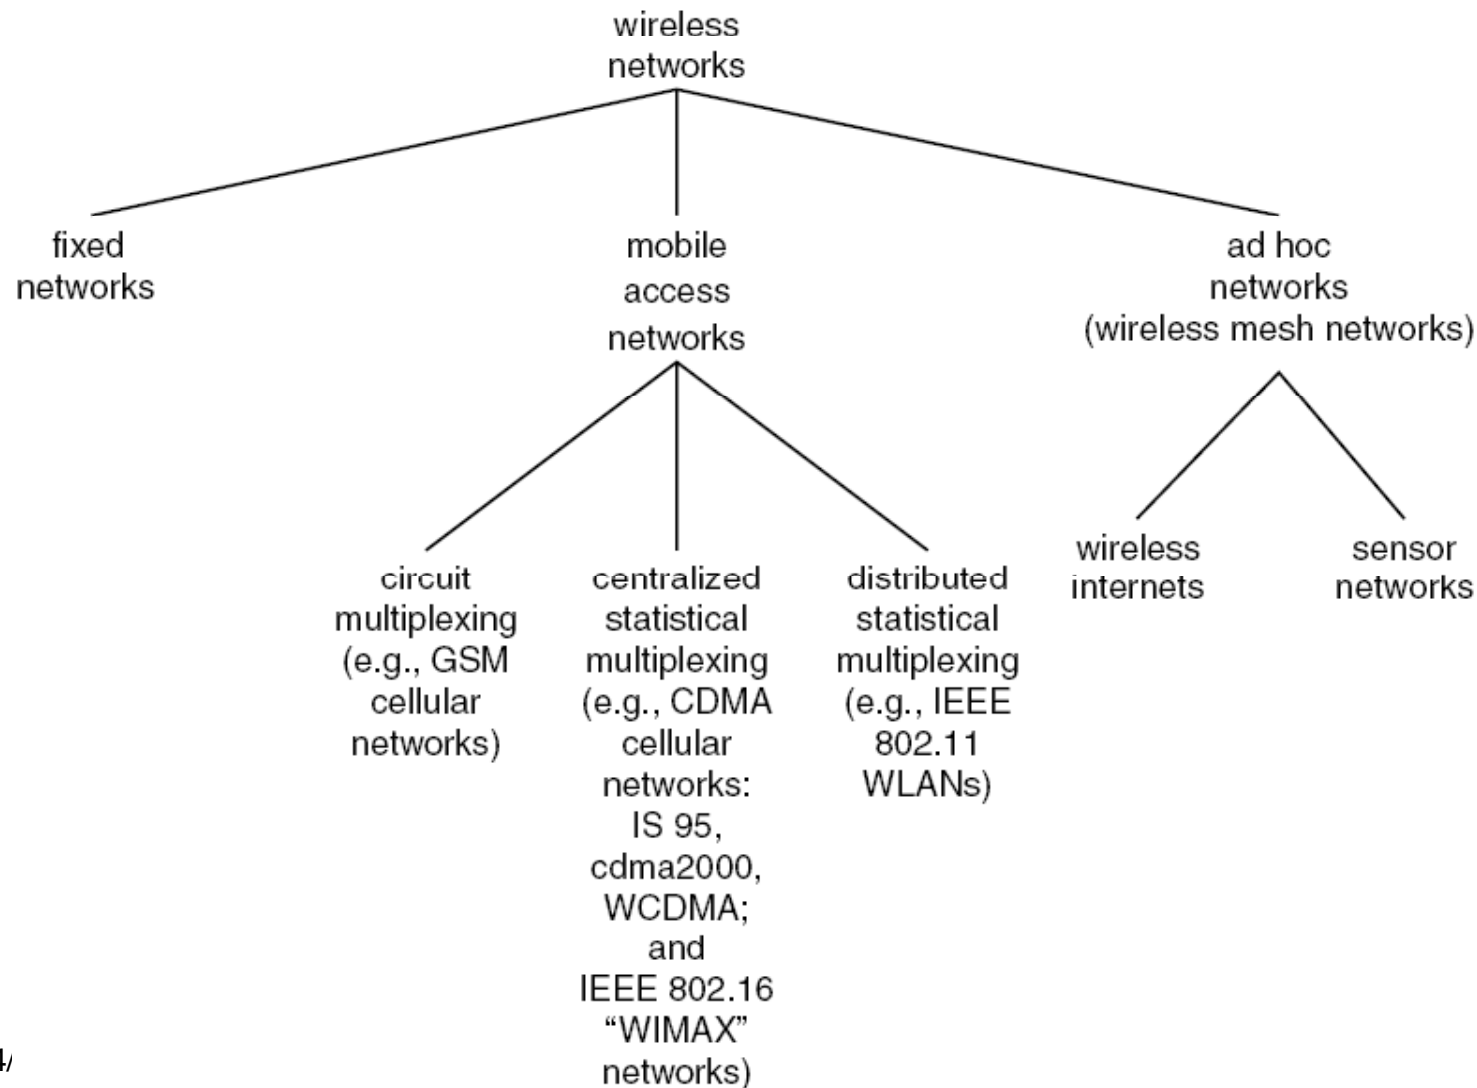 wireless
networks
fixed
networks
mobile
access
networks
ad hoc
networks
(wireless mesh networks)
circuit
multiplexing
(e.g., GSM
cellular
networks)
centralized
statistical
multiplexing
(e.g., CDMA
cellular
networks:
IS 95,
cdma2000,
WCDMA;
and
IEEE 802.16
“WIMAX”
networks)
distributed
statistical
multiplexing
(e.g., IEEE
802.11
WLANs)
wireless
internets
sensor
networks